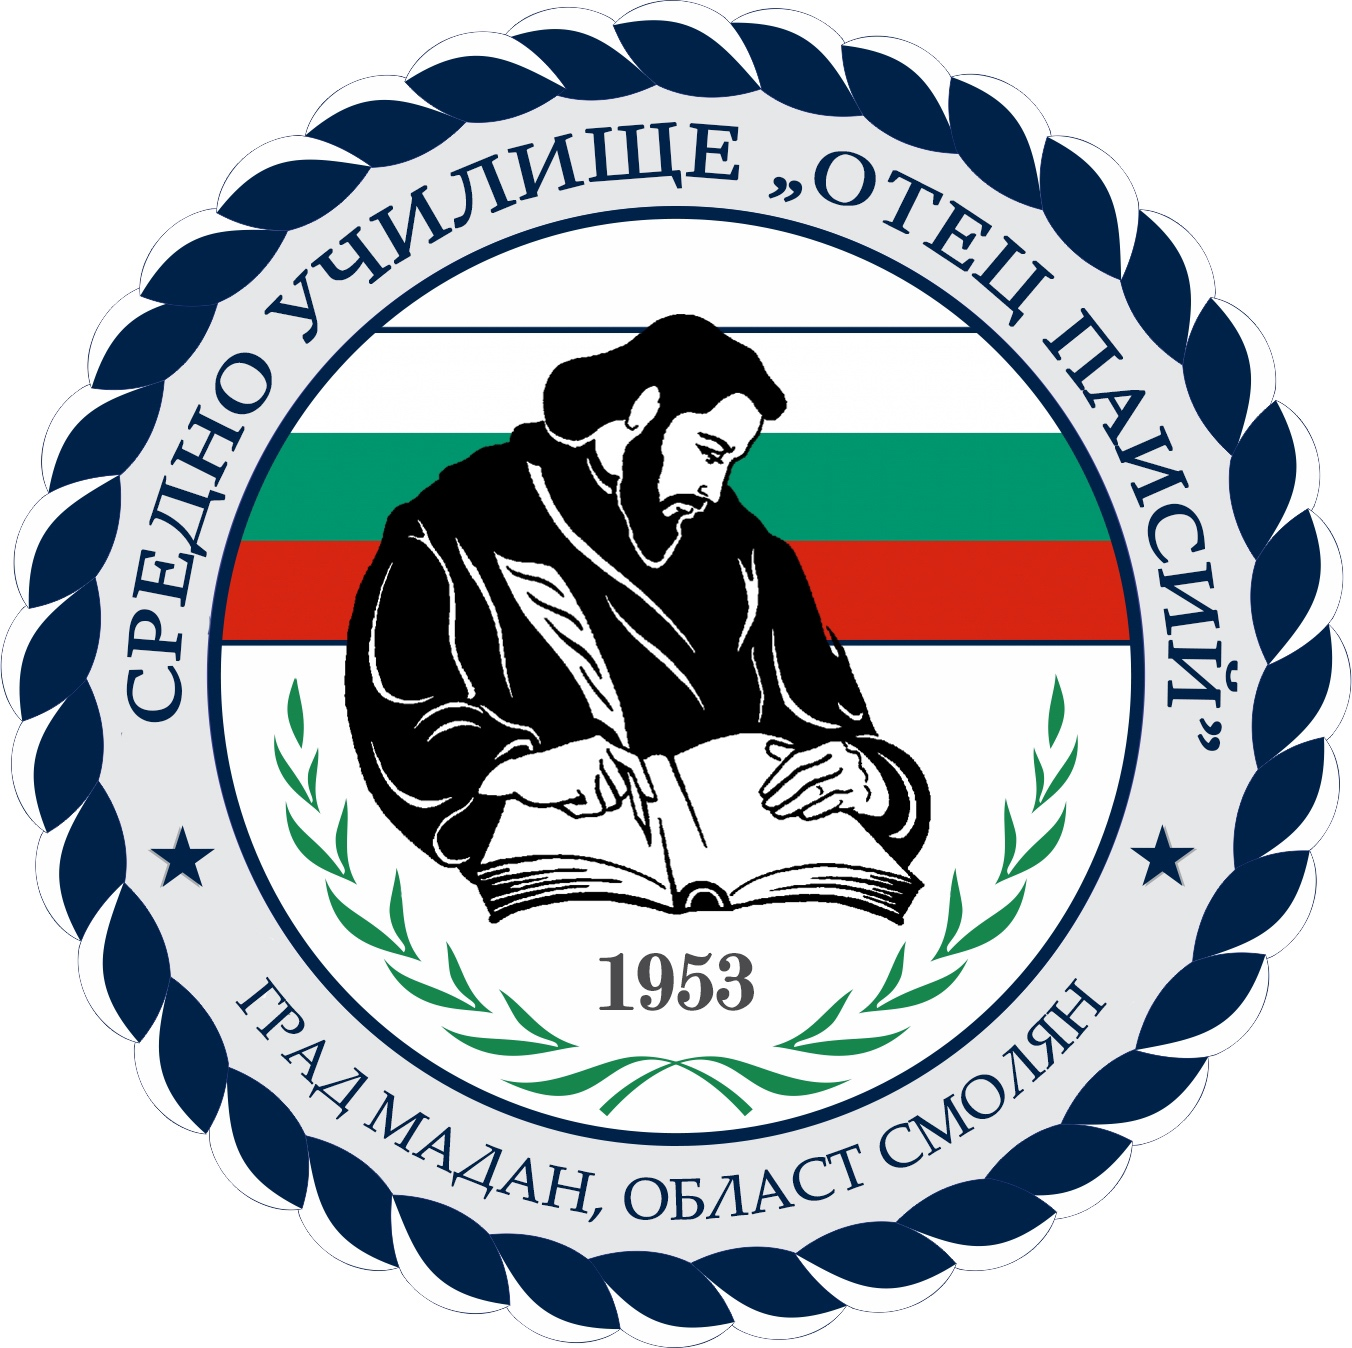 СРЕДНО УЧИЛИЩЕ „ОТЕЦ ПАИСИЙ”
1953
ГРАД МАДАН, ОБЛАСТ СМОЛЯН